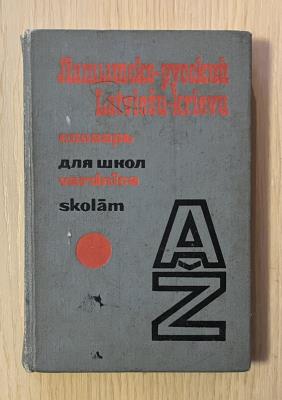 Латышско-русский
Latviešu-krievu
словарь
для школ
vārdnīca
skolām
A
Ž